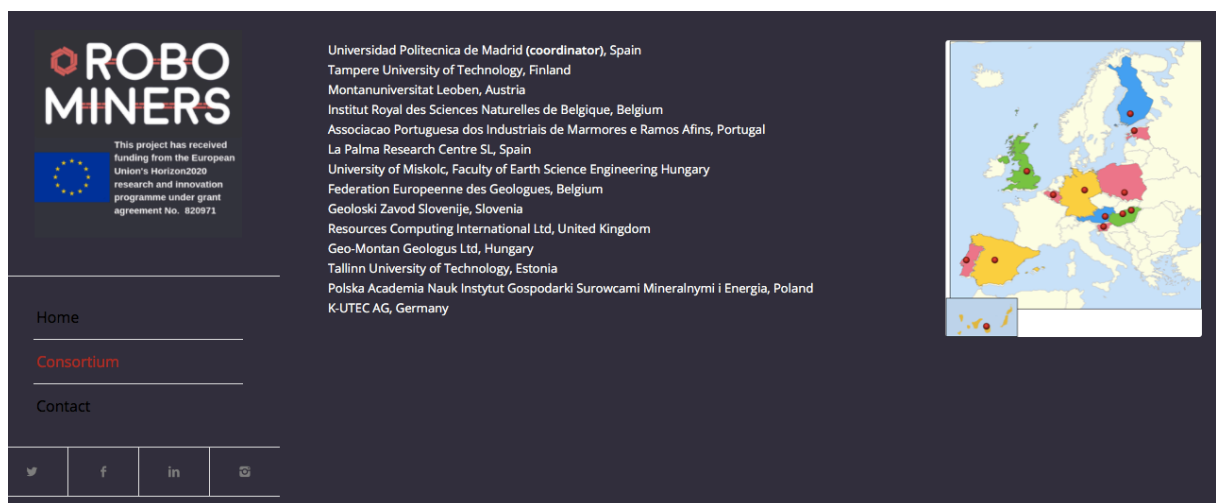 ROBO
MINERS
This project has received
funding from the European
Union's Horizon2020
research and innovation
programme under grant
agreement No. 820971
Home
Consortium
Contact
Universidad Politecnica de Madrid (coordinator), Spain
Tampere University of Technology, Finland
Montanuniversitat Leoben, Austria
Institut Royal des Sciences Naturelles de Belgique, Belgium
Associacao Portuguesa dos Industriais de Marmores e Ramos Afins, Portugal
La Palma Research Centre SL, Spain
University of Miskolc, Faculty of Earth Science Engineering Hungary
Federation Europeenne des Geologues, Belgium
Geoloski Zavod Slovenije, Slovenia
Resources Computing International Ltd, United Kingdom
Geo-Montan Geologus Ltd, Hungary
Tallinn University of Technology, Estonia
Polska Academia Nauk Instytut Gospodarki Surowcami Mineralnymi i Energia, Poland
K-UTEC AG, Germany